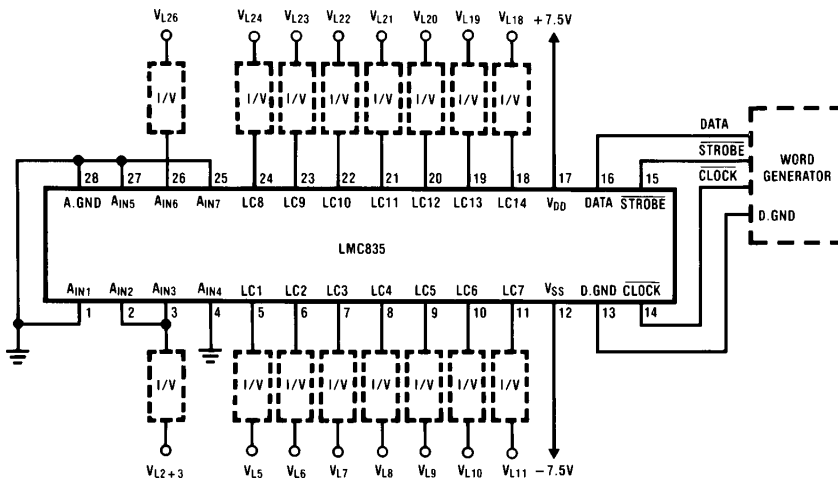 VL26 VL24 VL23 VL22 VL21 VL20 VL19 VL18 +7.5V
I/V I/V I/V I/V I/V I/V I/V I/V
DATA
STROBE
CLOCK
WORD
GENERATOR
D.GND
28 27 26 25 24 23 22 21 20 19 18 17 16 15
A.GND AIN5 AIN6 AIN7 LC8 LC9 LC10 LC11 LC12 LC13 LC14 VDD DATA STROBE
LMC835
AIN1 AIN2 AIN3 AIN4 LC1 LC2 LC3 LC4 LC5 LC6 LC7 VSS D.GND CLOCK
1 2 3 4 5 6 7 8 9 10 11 12 13 14
I/V I/V I/V I/V I/V I/V I/V I/V
VL2+3 VL5 VL6 VL7 VL8 VL9 VL10 VL11 −7.5V